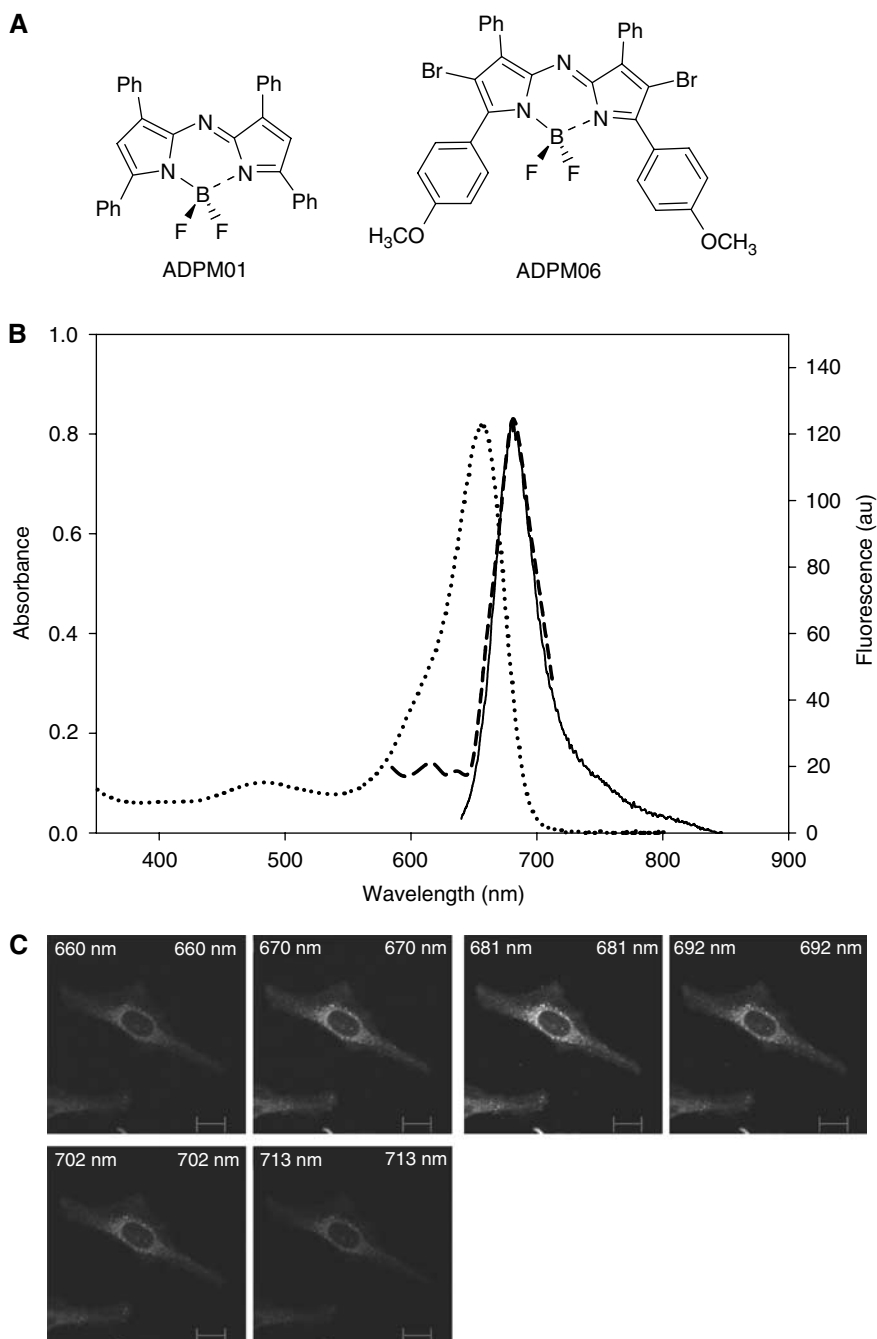 A
Ph
Ph
N
N
N
B
Ph
Ph
F
F
ADPM01
Ph
Ph
Br
N
Br
N
N
B
F
F
H3CO
OCH3
ADPM06
B
1.0
0.8
0.6
0.4
0.2
0.0
Absorbance
140
120
100
80
60
40
20
0
Fluorescence (au)
400 500 600 700 800 900
Wavelength (nm)
C
660 nm 660 nm
670 nm 670 nm
681 nm 681 nm
692 nm 692 nm
702 nm 702 nm
713 nm 713 nm